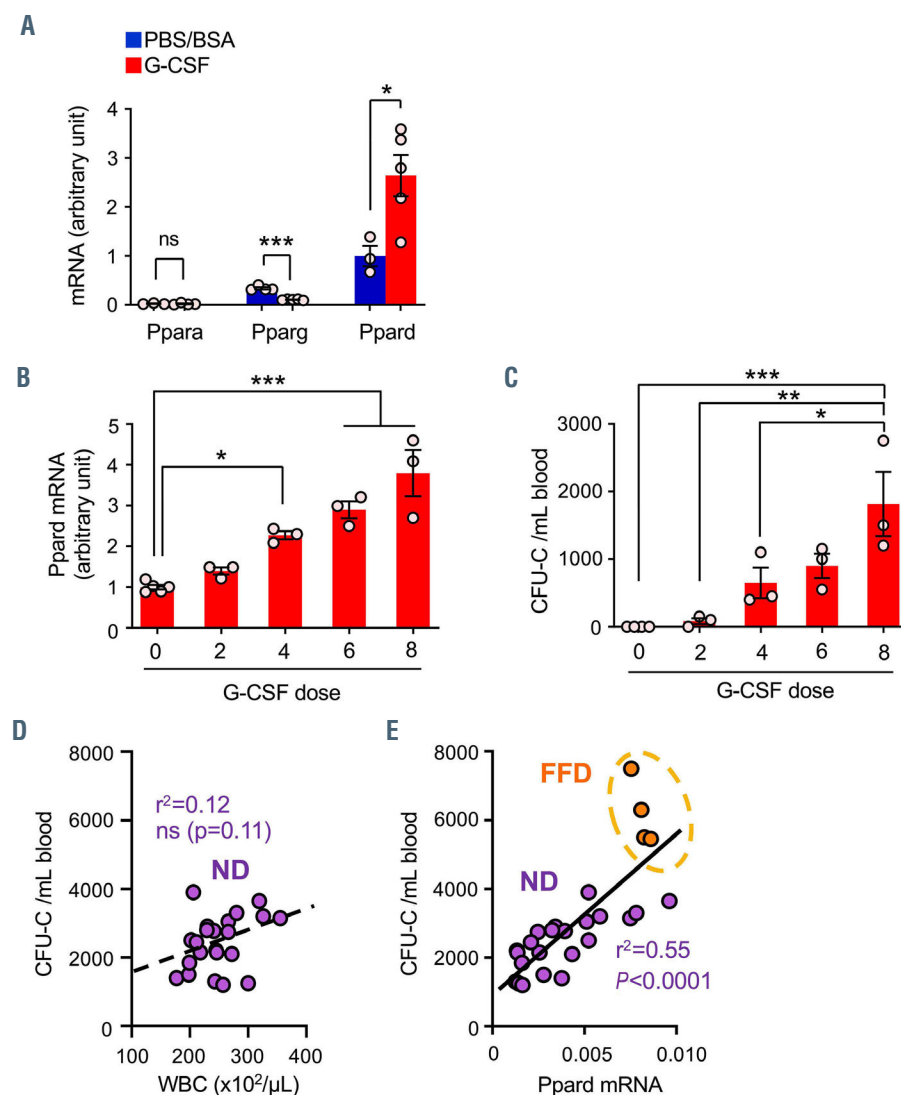 A
PBS/BSA
G-CSF
mRNA (arbitrary unit)
4
3
2
1
0
ns
***
*
Ppara
Pparg
Ppard
B
Ppard mRNA
(arbitrary unit)
5
4
3
2
1
0
***
*
0 2 4 6 8
G-CSF dose
C
CFU-C /mL blood
3000
2000
1000
0
***
**
*
0 2 4 6 8
G-CSF dose
D
CFU-C /mL blood
8000
6000
4000
2000
0
r²=0.12
ns (p=0.11)
ND
100 200 300 400
WBC (x10²/µL)
E
CFU-C /mL blood
8000
6000
4000
2000
0
FFD
ND
r²=0.55
P<0.0001
0 0.005 0.010
Ppard mRNA